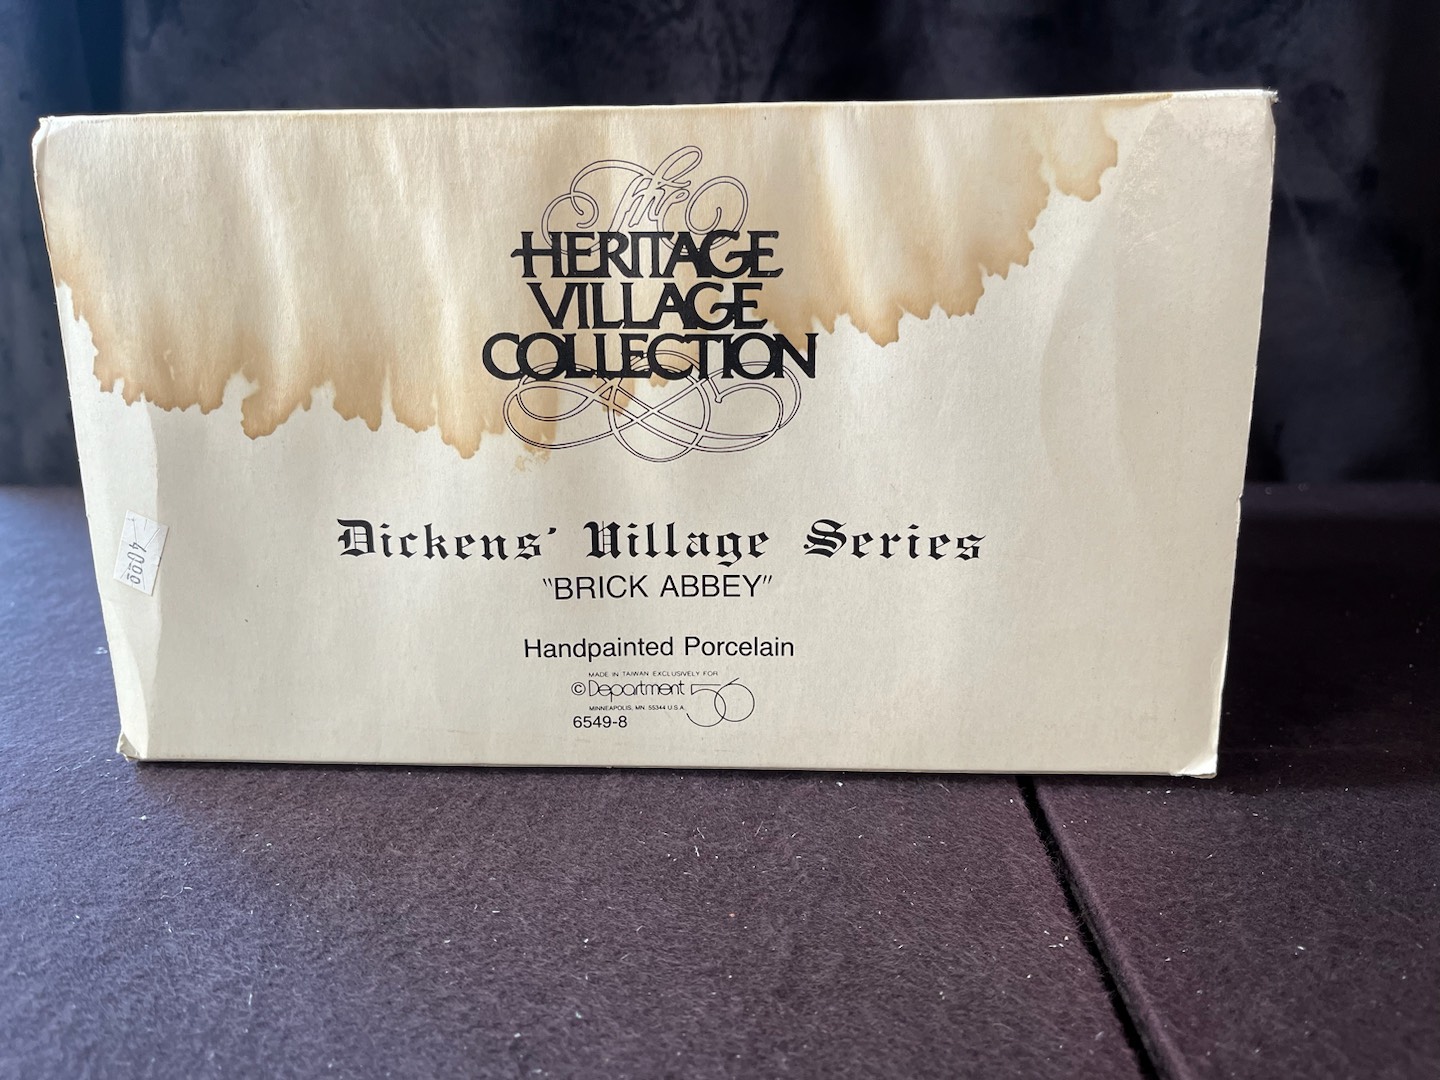 The
HERITAGE
VILLAGE
COLLECTION
Dickens' Village Series
"BRICK ABBEY"
Handpainted Porcelain
MADE IN TAIWAN EXCLUSIVELY FOR
© Department 56
MINNEAPOLIS, MN 55344 U.S.A.
6549-8
4099